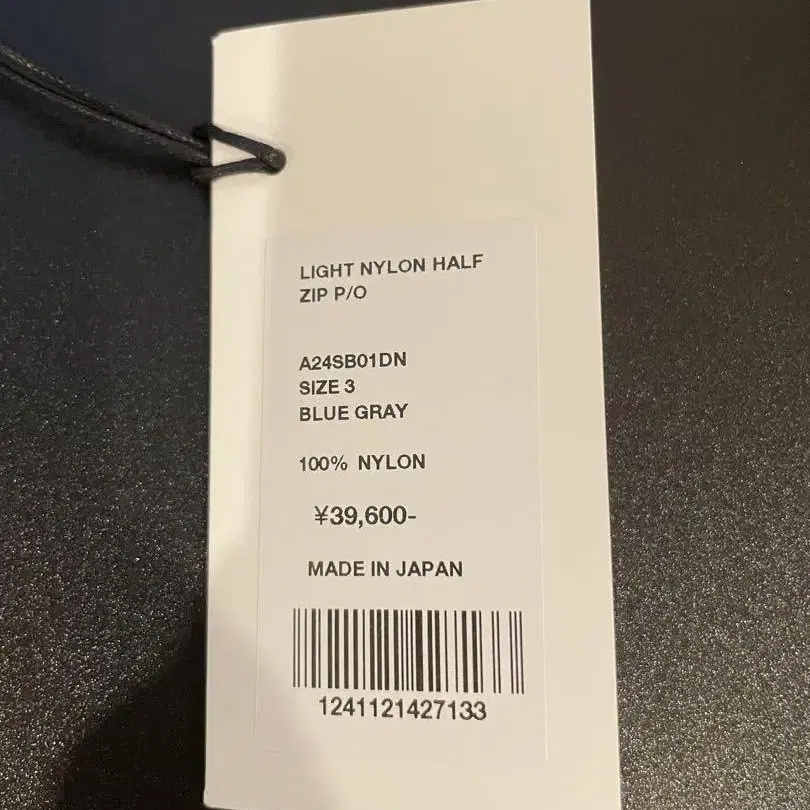 LIGHT NYLON HALF
ZIP P/O
A24SB01DN
SIZE 3
BLUE GRAY
100% NYLON
¥39,600-
MADE IN JAPAN
1241121427133